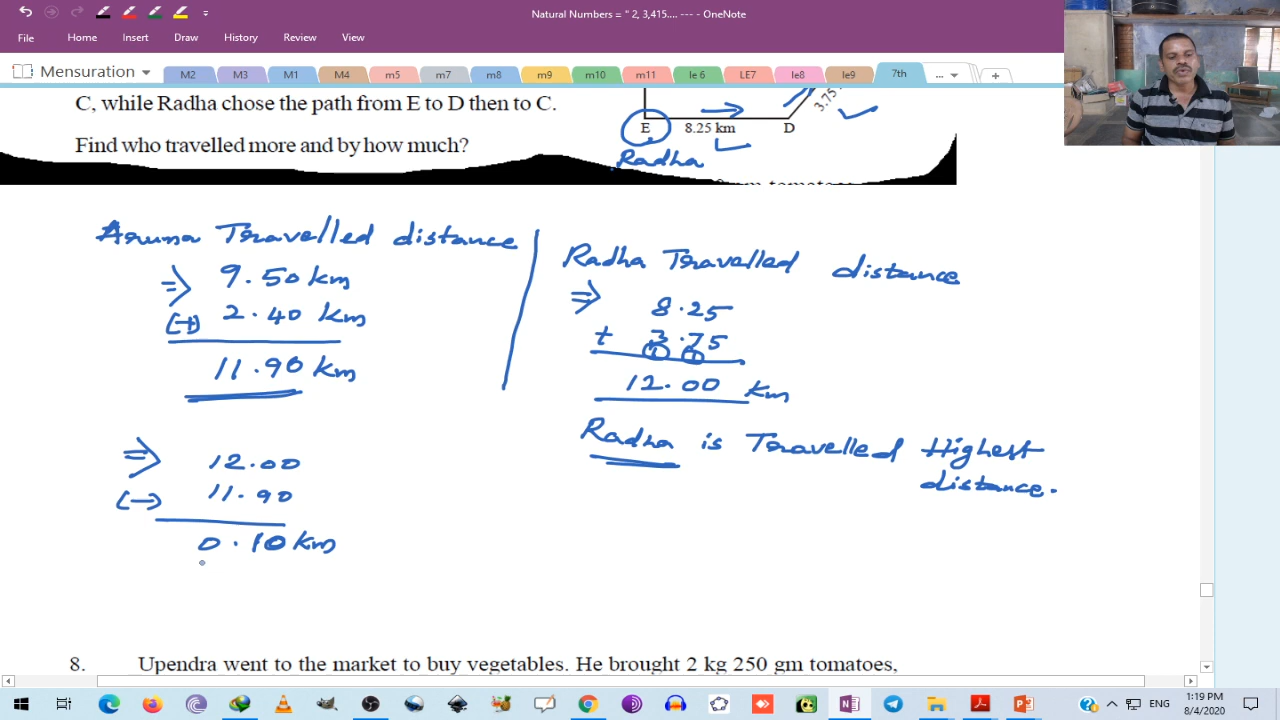 Natural Numbers = " 2, 3,415.... --- - OneNote
File Home Insert Draw History Review View
Mensuration M2 M3 M1 M4 m5 m7 m8 m9 m10 m11 le 6 LE7 le8 le9 7th ... +
C, while Radha chose the path from E to D then to C.
3.75
E 8.25 km D
Find who travelled more and by how much?
Radha
Aruna Travelled distance
⇒ 9.50 km
(+) 2.40 km
11.90 km
Radha Travelled distance
⇒ 8.25
+ 3.75
1 1
12.00 km
Radha is Travelled Highest
distance.
⇒ 12.00
(-) 11.90
0.10 km
8. Upendra went to the market to buy vegetables. He brought 2 kg 250 gm tomatoes,
ENG 1:19 PM
8/4/2020